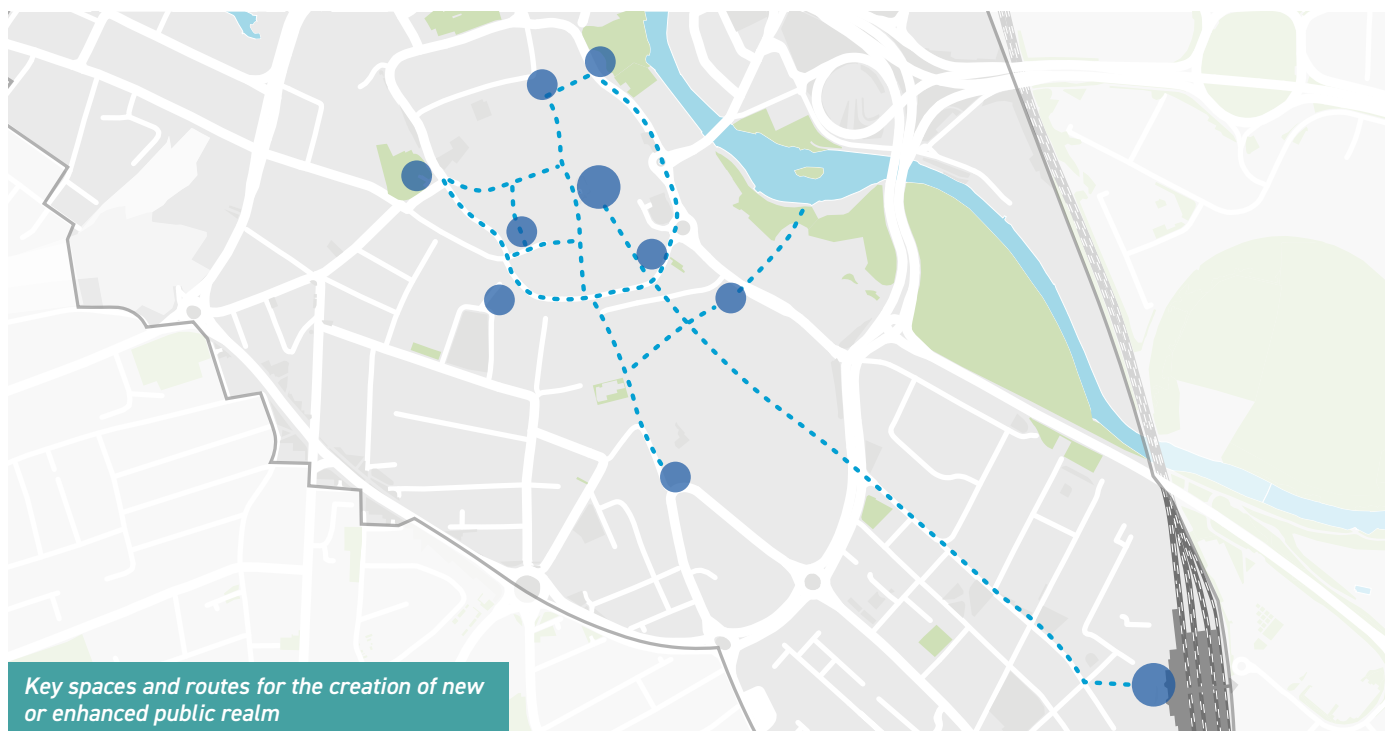 Key spaces and routes for the creation of new
or enhanced public realm